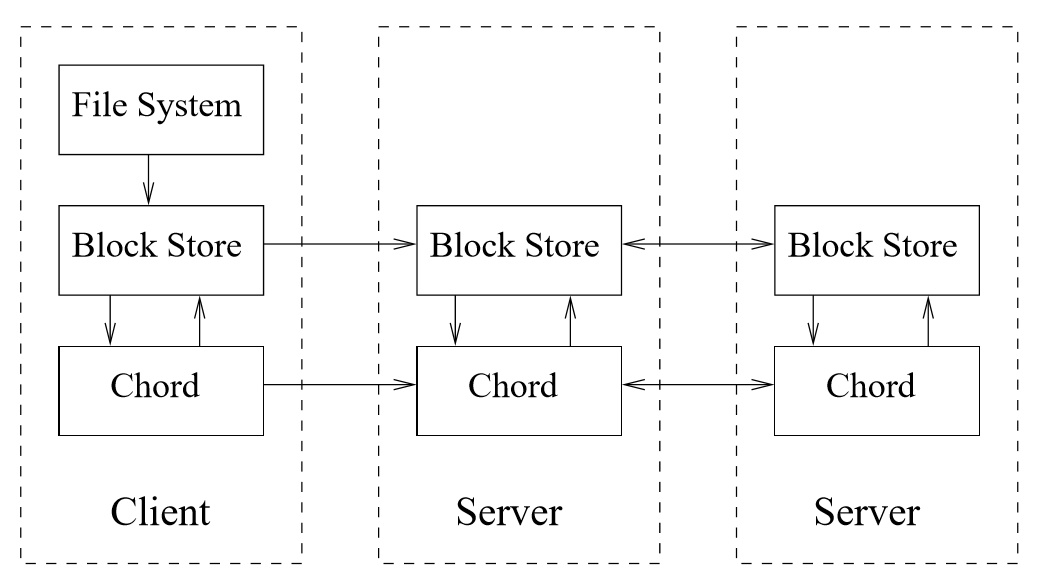 File System
Block Store
Block Store
Block Store
Chord
Chord
Chord
Client
Server
Server